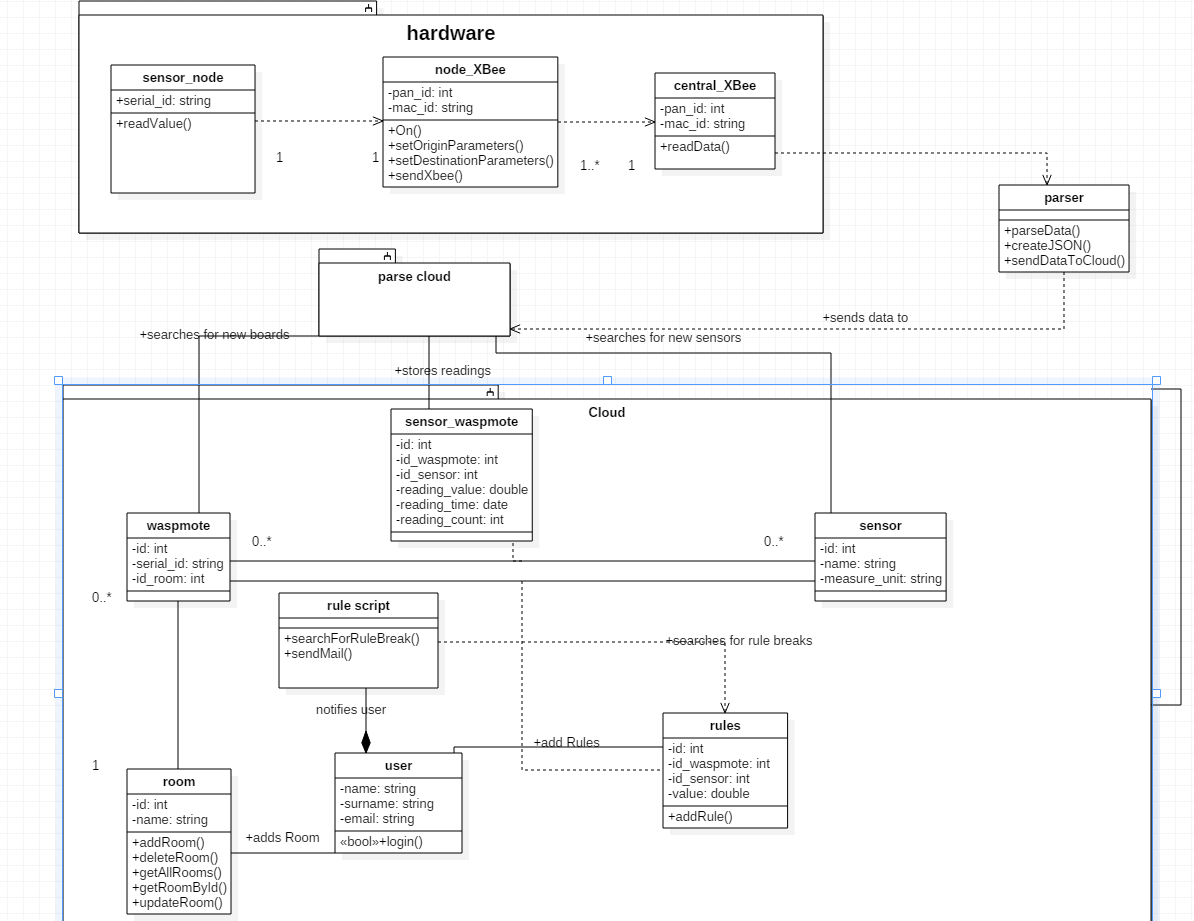 hardware
sensor_node
+serial_id: string
+readValue()
1
node_XBee
-pan_id: int
-mac_id: string
+On()
+setOriginParameters()
+setDestinationParameters()
+sendXbee()
1
1..*
central_XBee
-pan_id: int
-mac_id: string
+readData()
1
parser
+parseData()
+createJSON()
+sendDataToCloud()
parse cloud
+sends data to
+searches for new boards
+searches for new sensors
+stores readings
Cloud
sensor_waspmote
-id: int
-id_waspmote: int
-id_sensor: int
-reading_value: double
-reading_time: date
-reading_count: int
waspmote
-id: int
-serial_id: string
-id_room: int
0..*
0..*
sensor
-id: int
-name: string
-measure_unit: string
0..*
rule script
+searchForRuleBreak()
+sendMail()
+searches for rule breaks
notifies user
rules
-id: int
-id_waspmote: int
-id_sensor: int
-value: double
+addRule()
+add Rules
user
-name: string
-surname: string
-email: string
«bool»+login()
1
room
-id: int
-name: string
+addRoom()
+deleteRoom()
+getAllRooms()
+getRoomById()
+updateRoom()
+adds Room